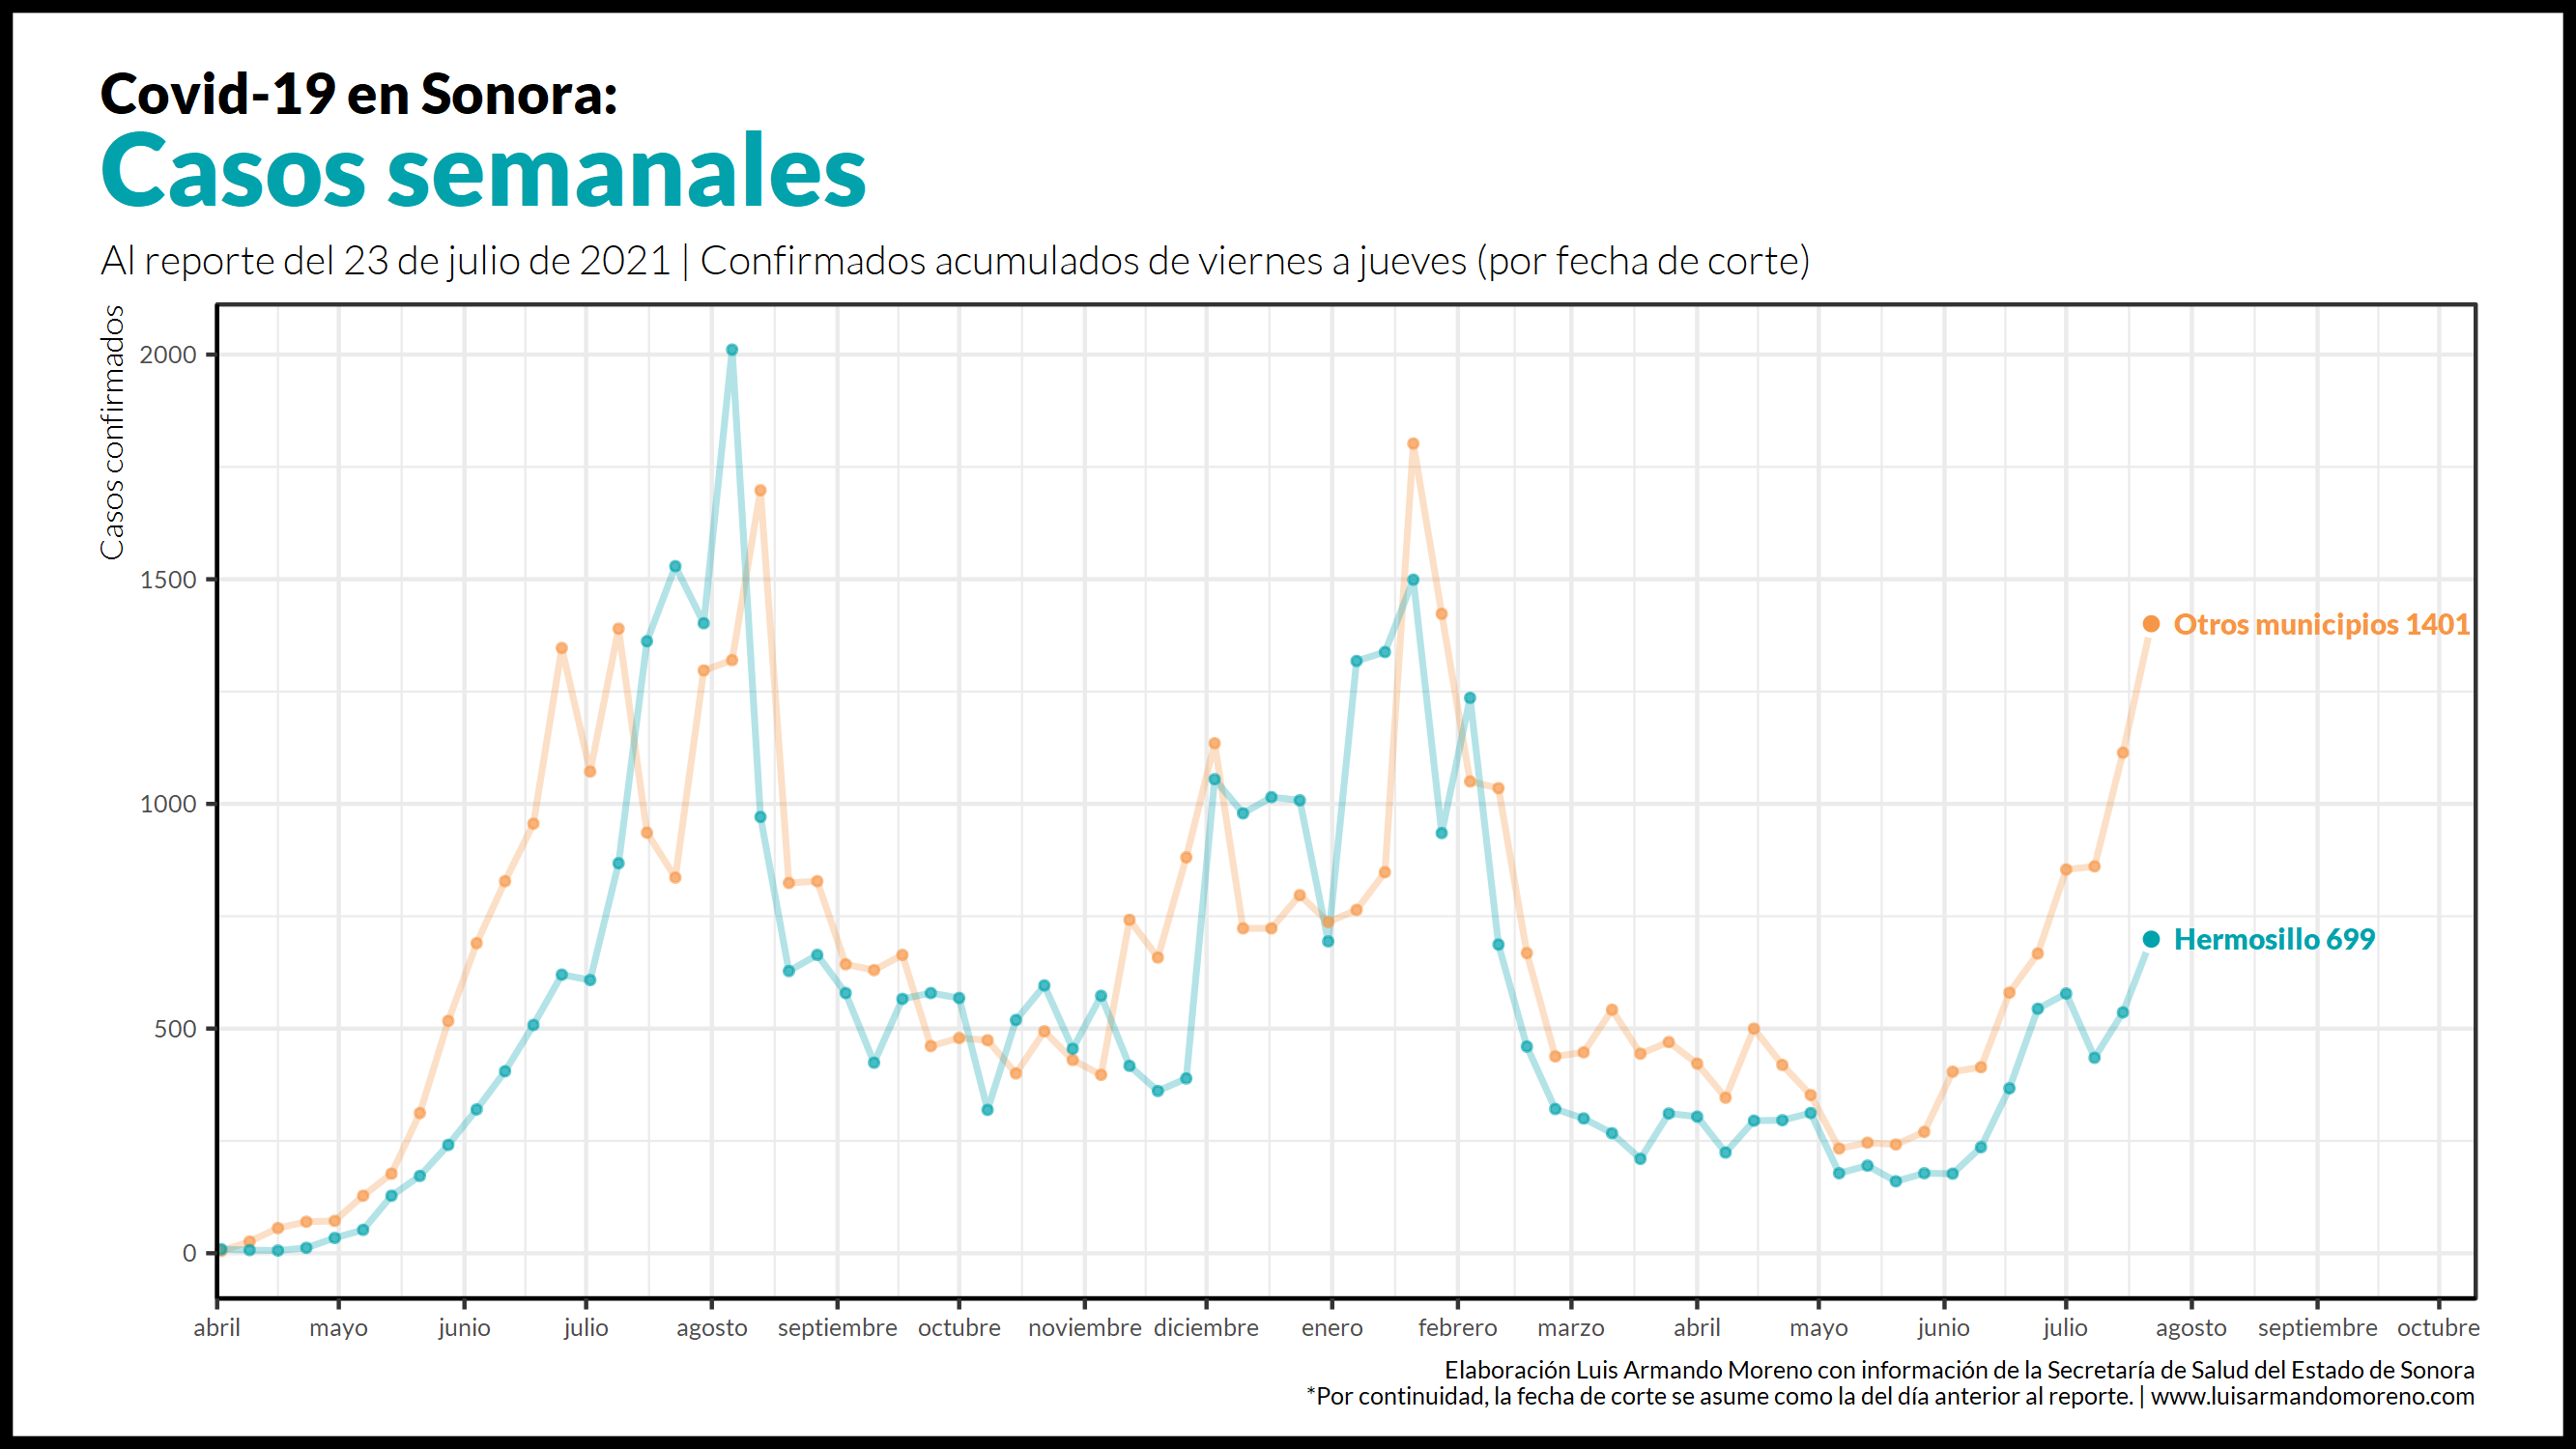 Covid-19 en Sonora:
Casos semanales
Al reporte del 23 de julio de 2021 | Confirmados acumulados de viernes a jueves (por fecha de corte)
Casos confirmados
2000
1500
1000
500
0
Otros municipios 1401
Hermosillo 699
abril mayo junio julio agosto septiembre octubre noviembre diciembre enero febrero marzo abril mayo junio julio agosto septiembre octubre
Elaboración Luis Armando Moreno con información de la Secretaría de Salud del Estado de Sonora
*Por continuidad, la fecha de corte se asume como la del día anterior al reporte. | www.luisarmandomoreno.com